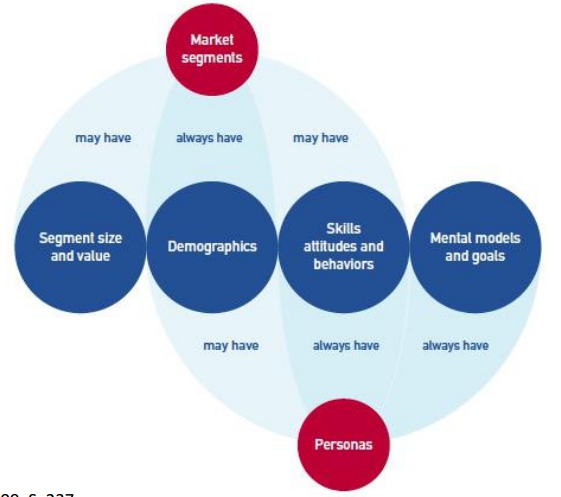 Market
segments
may have
always have
may have
Segment size
and value
Demographics
Skills
attitudes and
behaviors
Mental models
and goals
may have
always have
always have
Personas